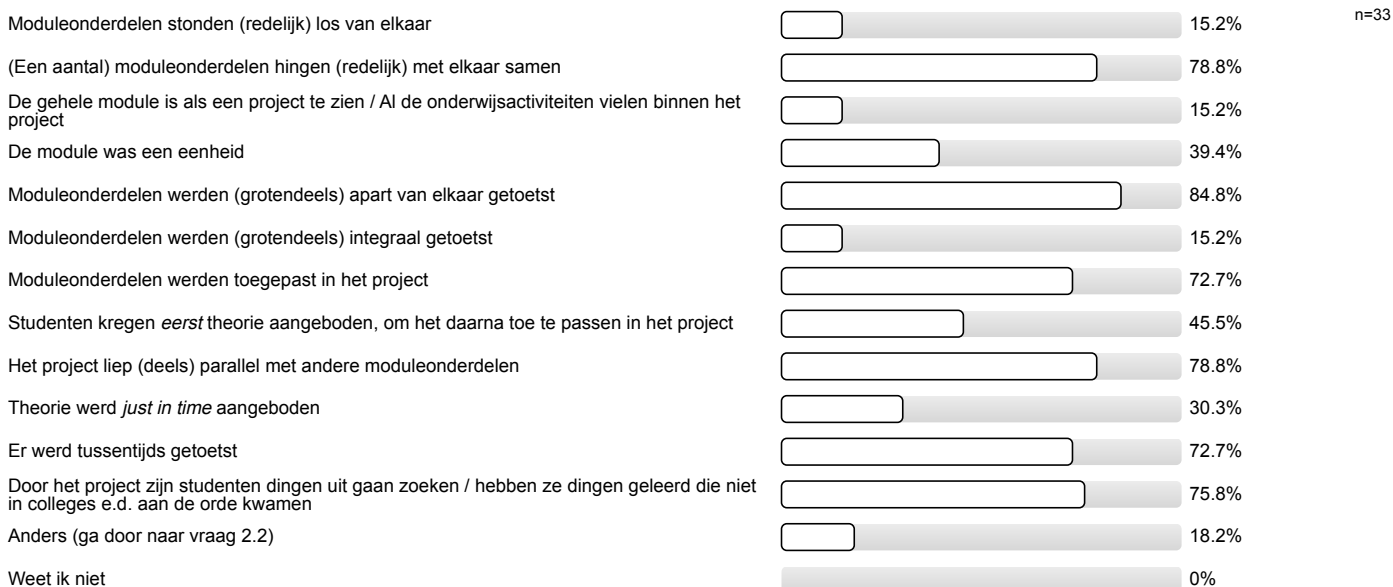 Moduleonderdelen stonden (redelijk) los van elkaar 15.2% n=33
(Een aantal) moduleonderdelen hingen (redelijk) met elkaar samen 78.8%
De gehele module is als een project te zien / Al de onderwijsactiviteiten vielen binnen het
project 15.2%
De module was een eenheid 39.4%
Moduleonderdelen werden (grotendeels) apart van elkaar getoetst 84.8%
Moduleonderdelen werden (grotendeels) integraal getoetst 15.2%
Moduleonderdelen werden toegepast in het project 72.7%
Studenten kregen eerst theorie aangeboden, om het daarna toe te passen in het project 45.5%
Het project liep (deels) parallel met andere moduleonderdelen 78.8%
Theorie werd just in time aangeboden 30.3%
Er werd tussentijds getoetst 72.7%
Door het project zijn studenten dingen uit gaan zoeken / hebben ze dingen geleerd die niet
in colleges e.d. aan de orde kwamen 75.8%
Anders (ga door naar vraag 2.2) 18.2%
Weet ik niet 0%